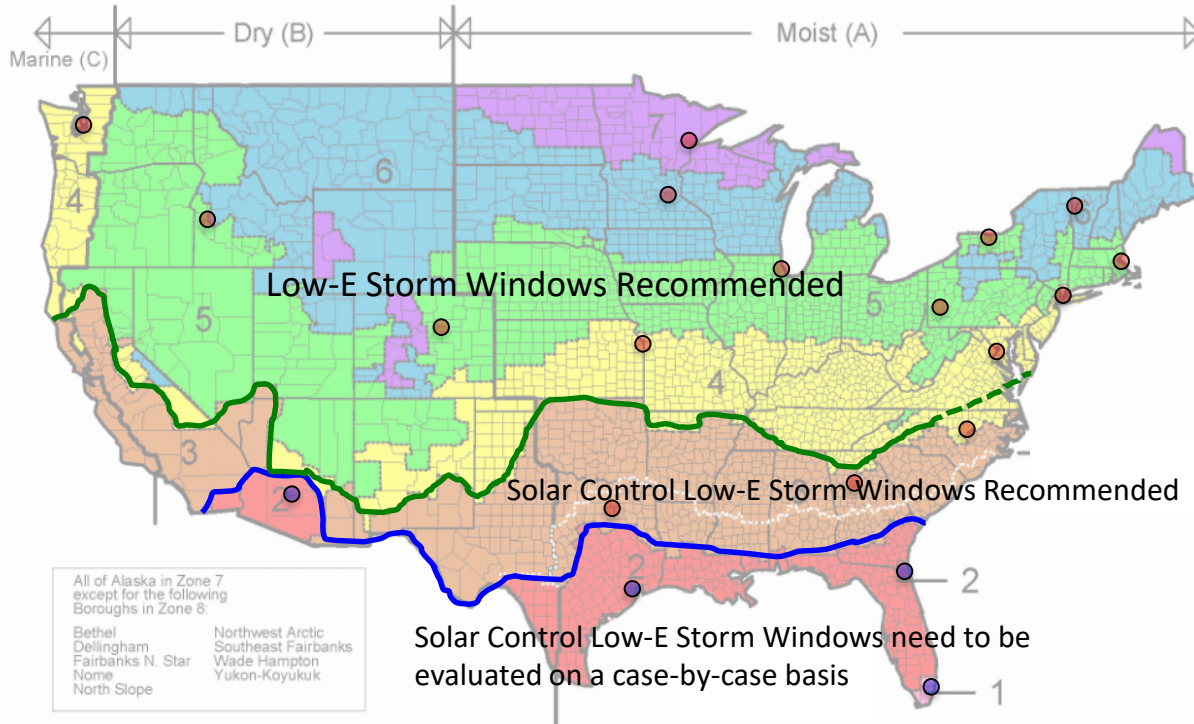 Dry (B)
Moist (A)
Marine (C)
7
6
4
6
Low-E Storm Windows Recommended
5
5
4
3
Solar Control Low-E Storm Windows Recommended
2
2
2
All of Alaska in Zone 7
except for the following
Boroughs in Zone 8:
Bethel
Dellingham
Fairbanks N. Star
Nome
North Slope
Northwest Arctic
Southeast Fairbanks
Wade Hampton
Yukon-Koyukuk
Solar Control Low-E Storm Windows need to be
evaluated on a case-by-case basis
1